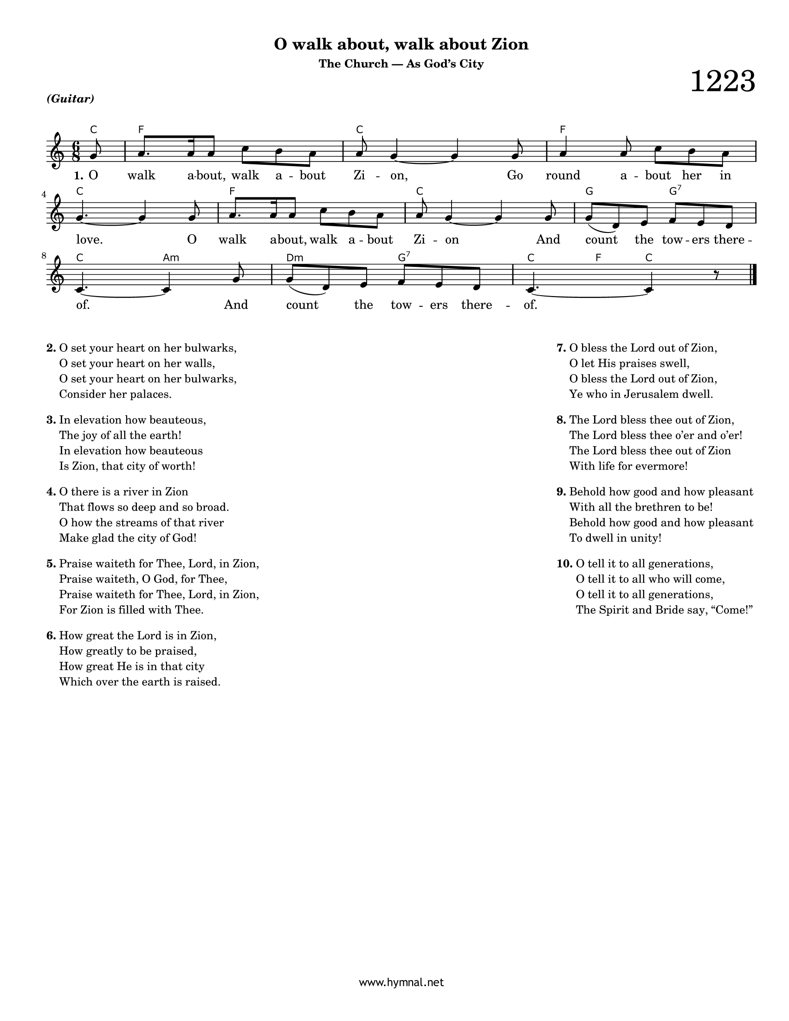 O walk about, walk about Zion
The Church — As God's City
1223
(Guitar)
C F C F
6
8
1. O walk a-bout, walk a - bout Zi - on, Go round a - bout her in
4
C F C G G7
love. O walk about, walk a - bout Zi - on And count the tow - ers there -
8
C Am Dm G7 C F C
of. And count the tow - ers there - of.
2. O set your heart on her bulwarks,
O set your heart on her walls,
O set your heart on her bulwarks,
Consider her palaces.
3. In elevation how beauteous,
The joy of all the earth!
In elevation how beauteous
Is Zion, that city of worth!
4. O there is a river in Zion
That flows so deep and so broad.
O how the streams of that river
Make glad the city of God!
5. Praise waiteth for Thee, Lord, in Zion,
Praise waiteth, O God, for Thee,
Praise waiteth for Thee, Lord, in Zion,
For Zion is filled with Thee.
6. How great the Lord is in Zion,
How greatly to be praised,
How great He is in that city
Which over the earth is raised.
7. O bless the Lord out of Zion,
O let His praises swell,
O bless the Lord out of Zion,
Ye who in Jerusalem dwell.
8. The Lord bless thee out of Zion,
The Lord bless thee o'er and o'er!
The Lord bless thee out of Zion
With life for evermore!
9. Behold how good and how pleasant
With all the brethren to be!
Behold how good and how pleasant
To dwell in unity!
10. O tell it to all generations,
O tell it to all who will come,
O tell it to all generations,
The Spirit and Bride say, “Come!”
www.hymnal.net